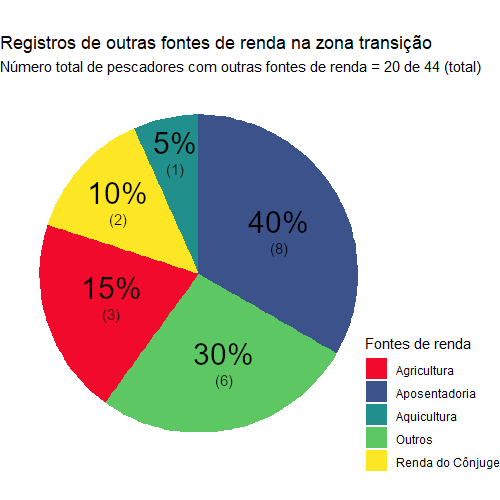 Registros de outras fontes de renda na zona transição
Número total de pescadores com outras fontes de renda = 20 de 44 (total)
5%
(1)
10%
(2)
40%
(8)
15%
(3)
30%
(6)
Fontes de renda
Agricultura
Aposentadoria
Aquicultura
Outros
Renda do Cônjuge